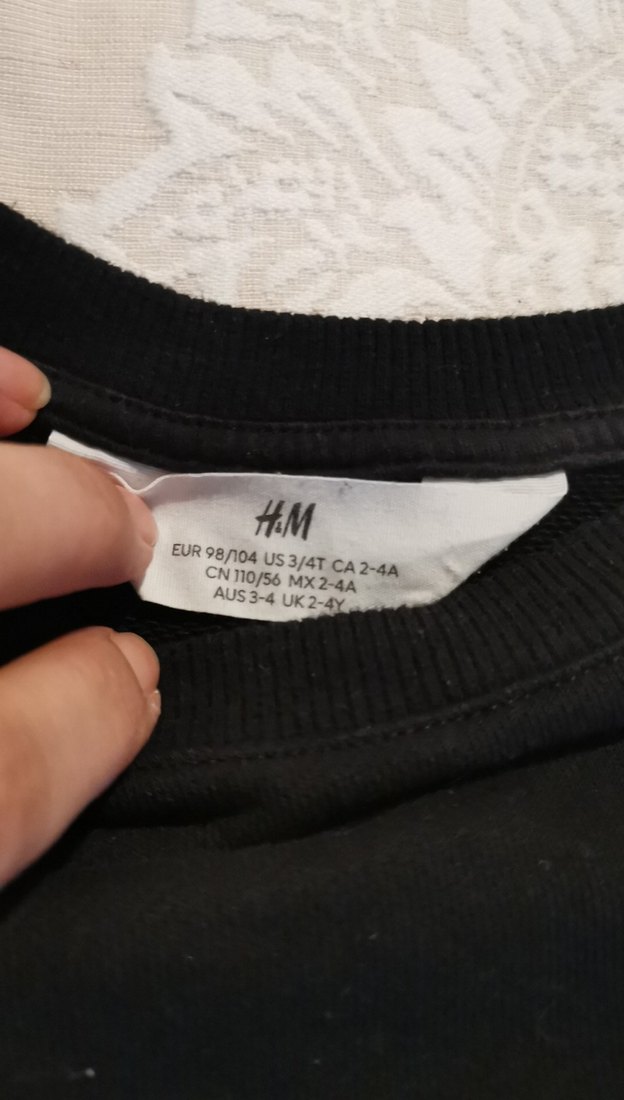 H&M
EUR 98/104 US 3/4T CA 2-4A
CN 110/56 MX 2-4A
AUS 3-4 UK 2-4Y